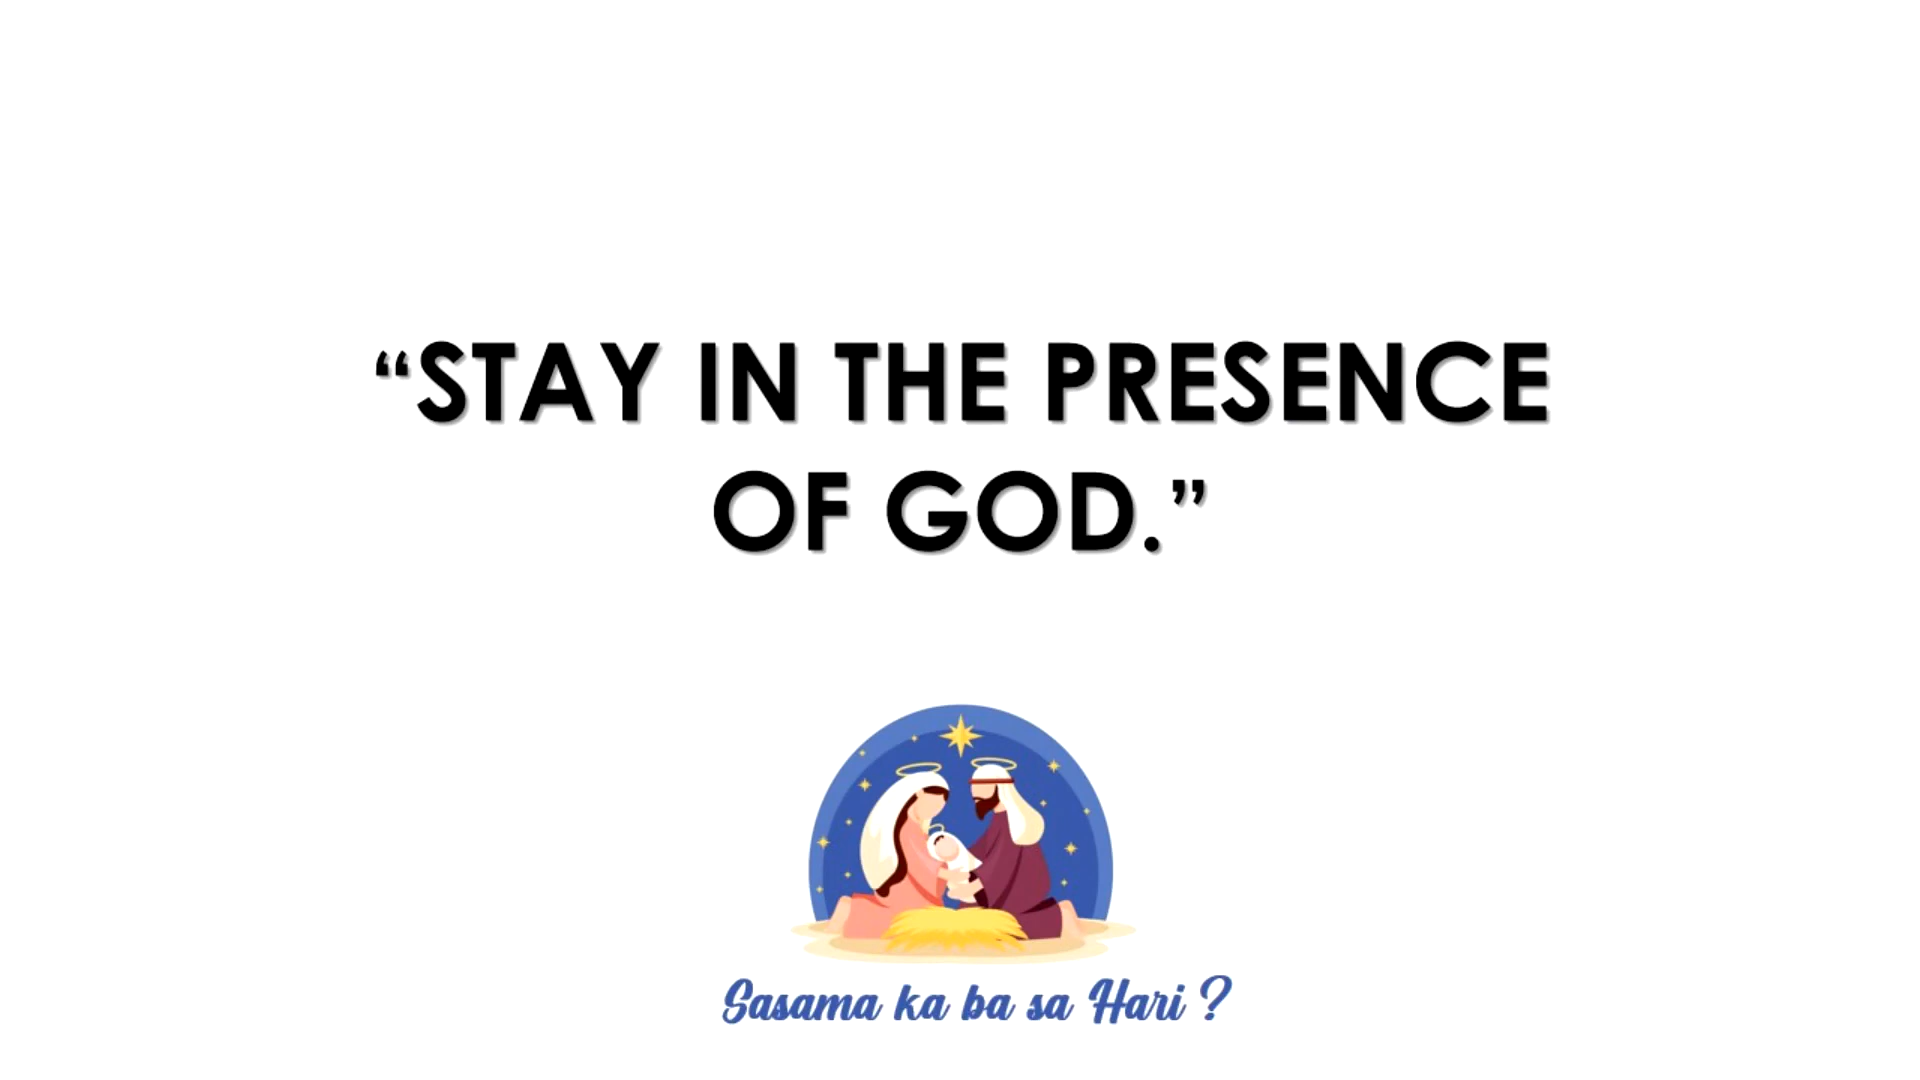 “STAY IN THE PRESENCE
OF GOD.”
Sasama ka ba sa Hari ?